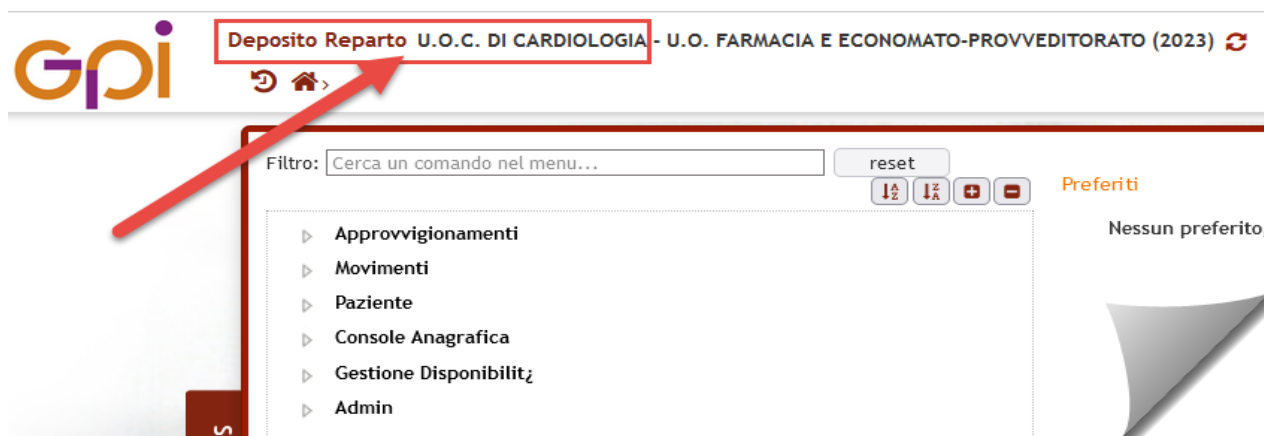 GPI
Deposito Reparto U.O.C. DI CARDIOLOGIA - U.O. FARMACIA E ECONOMATO-PROVVEDITORATO (2023)
Filtro: Cerca un comando nel menu... reset
Preferiti
Approvvigionamenti
Nessun preferito,
Movimenti
Paziente
Console Anagrafica
Gestione Disponibilit¿
Admin
S